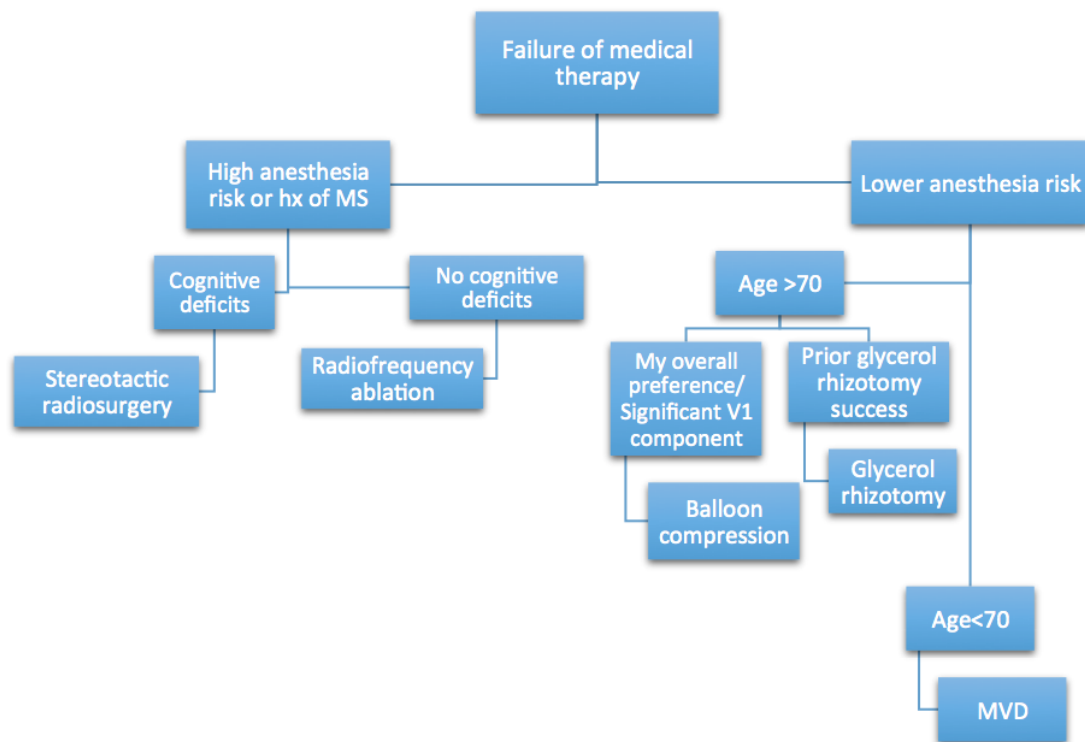 Failure of medical
therapy
High anesthesia
risk or hx of MS
Lower anesthesia risk
Cognitive
deficits
No cognitive
deficits
Age >70
Stereotactic
radiosurgery
Radiofrequency
ablation
My overall
preference/
Significant V1
component
Prior glycerol
rhizotomy
success
Glycerol
rhizotomy
Balloon
compression
Age<70
MVD